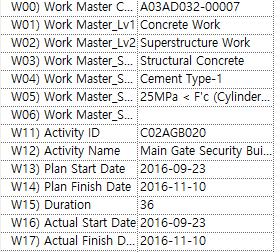 W00) Work Master C... A03AD032-00007
W01) Work Master_Lv1 Concrete Work
W02) Work Master_Lv2 Superstructure Work
W03) Work Master_S... Structural Concrete
W04) Work Master_S... Cement Type-1
W05) Work Master_S... 25MPa < F'c (Cylinder...
W06) Work Master_S...
W11) Activity ID C02AGB020
W12) Activity Name Main Gate Security Bui...
W13) Plan Start Date 2016-09-23
W14) Plan Finish Date 2016-11-10
W15) Duration 36
W16) Actual Start Date 2016-09-23
W17) Actual Finish D... 2016-11-10